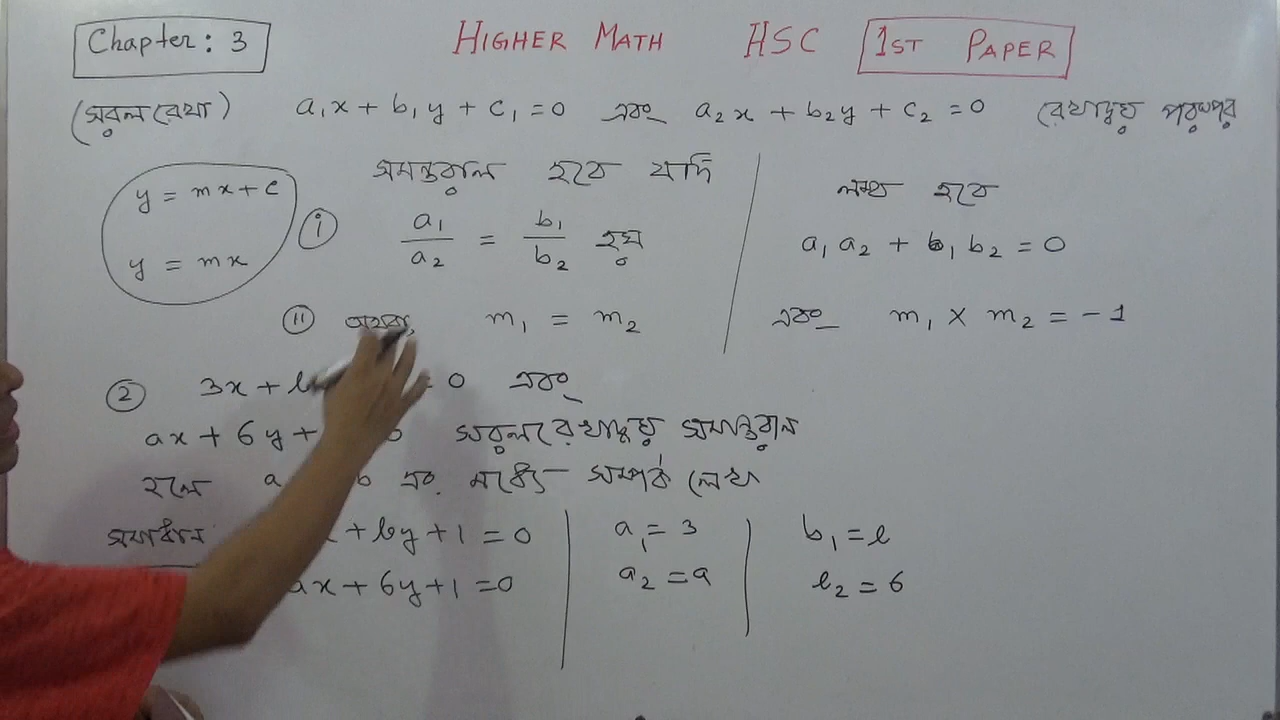 Chapter: 3 HIGHER MATH HSC 1ST PAPER
(সরল রেখা) a₁x + b₁y + c₁ = 0 এবং a₂x + b₂y + c₂ = 0 রেখাদ্বয় পরস্পর
সমান্তরাল হবে যদি
(i) a₁/a₂ = b₁/b₂ হয়
(ii) অথবা, m₁ = m₂
লম্ব হবে
a₁a₂ + b₁b₂ = 0
এবং m₁ × m₂ = -1
y = mx + c
y = mx
(2) 3x + b = 0 এবং
ax + 6y + সরলরেখাদ্বয় সমান্তরাল
হলে a b এর মধ্যে সম্পর্ক লেখ
সমাধান x + by + 1 = 0
ax + 6y + 1 = 0
a₁ = 3
a₂ = a
b₁ = b
b₂ = 6